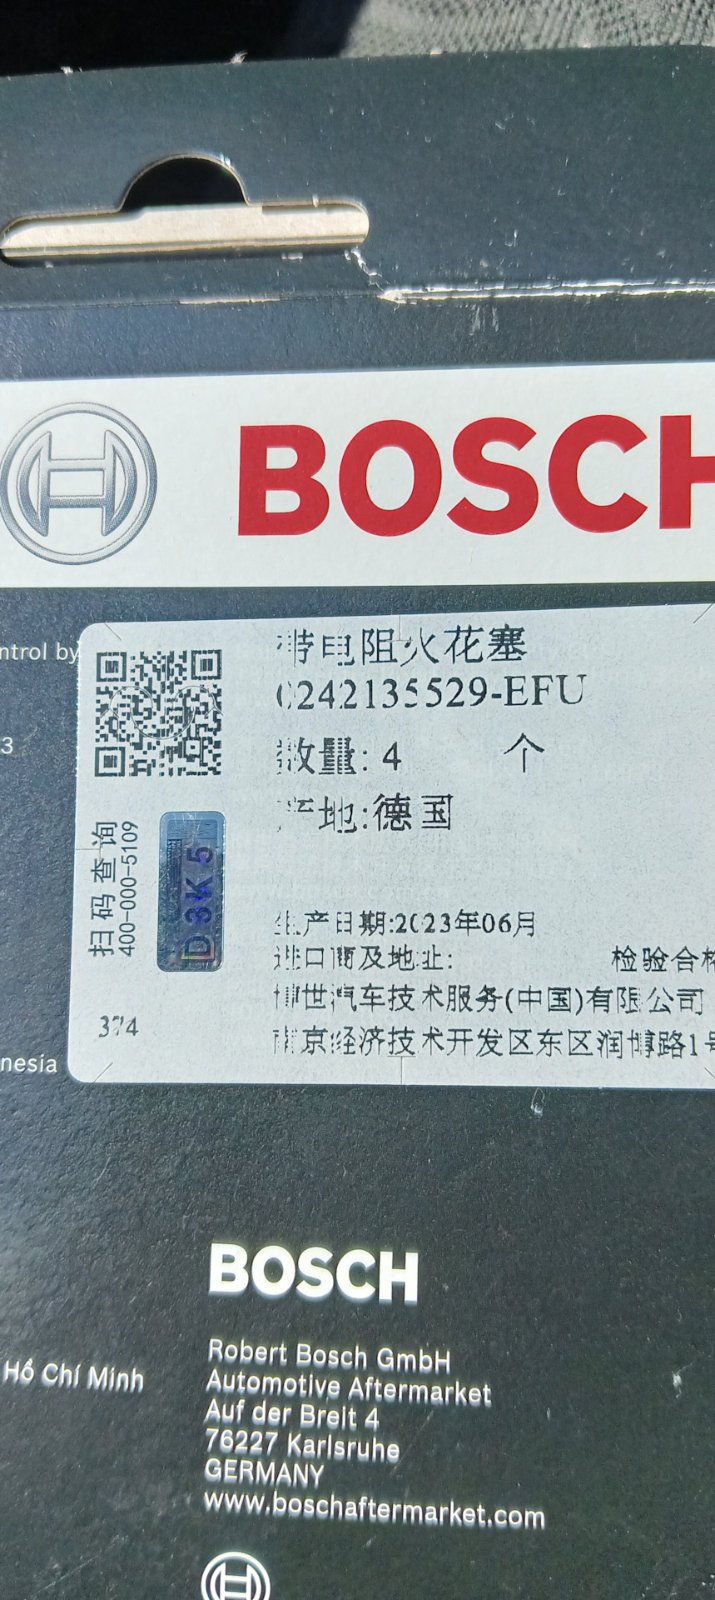 BOSCH
ntrol by
3
带电阻火花塞
0242135529-EFU
数量: 4 个
产地:德国
扫码查询
400-000-5109
D3K5
生产日期:2023年06月
进口商及地址: 检验合格
博世汽车技术服务(中国)有限公司
南京经济技术开发区东区润博路1号
374
nesia
BOSCH
Robert Bosch GmbH
Automotive Aftermarket
Auf der Breit 4
76227 Karlsruhe
GERMANY
www.boschaftermarket.com
Hồ Chí Minh